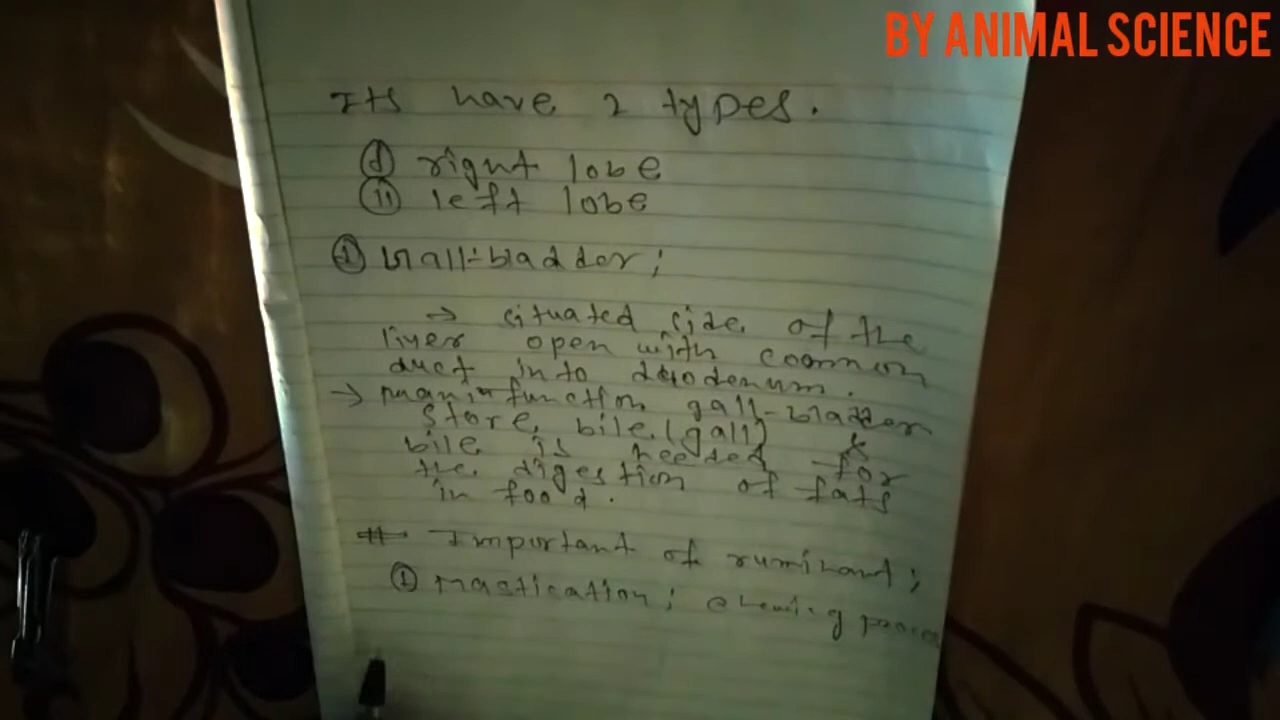 BY ANIMAL SCIENCE
Its have 2 types.
(i) right lobe
(ii) left lobe
① Gall-bladder;
→ situated side of the
liver open with common
duct into duodenum.
→ main function gall-bladder
store bile (gall) &
bile is needed for
the digestion of fats
in food.
# Important of ruminant;
① Mastication; chewing process